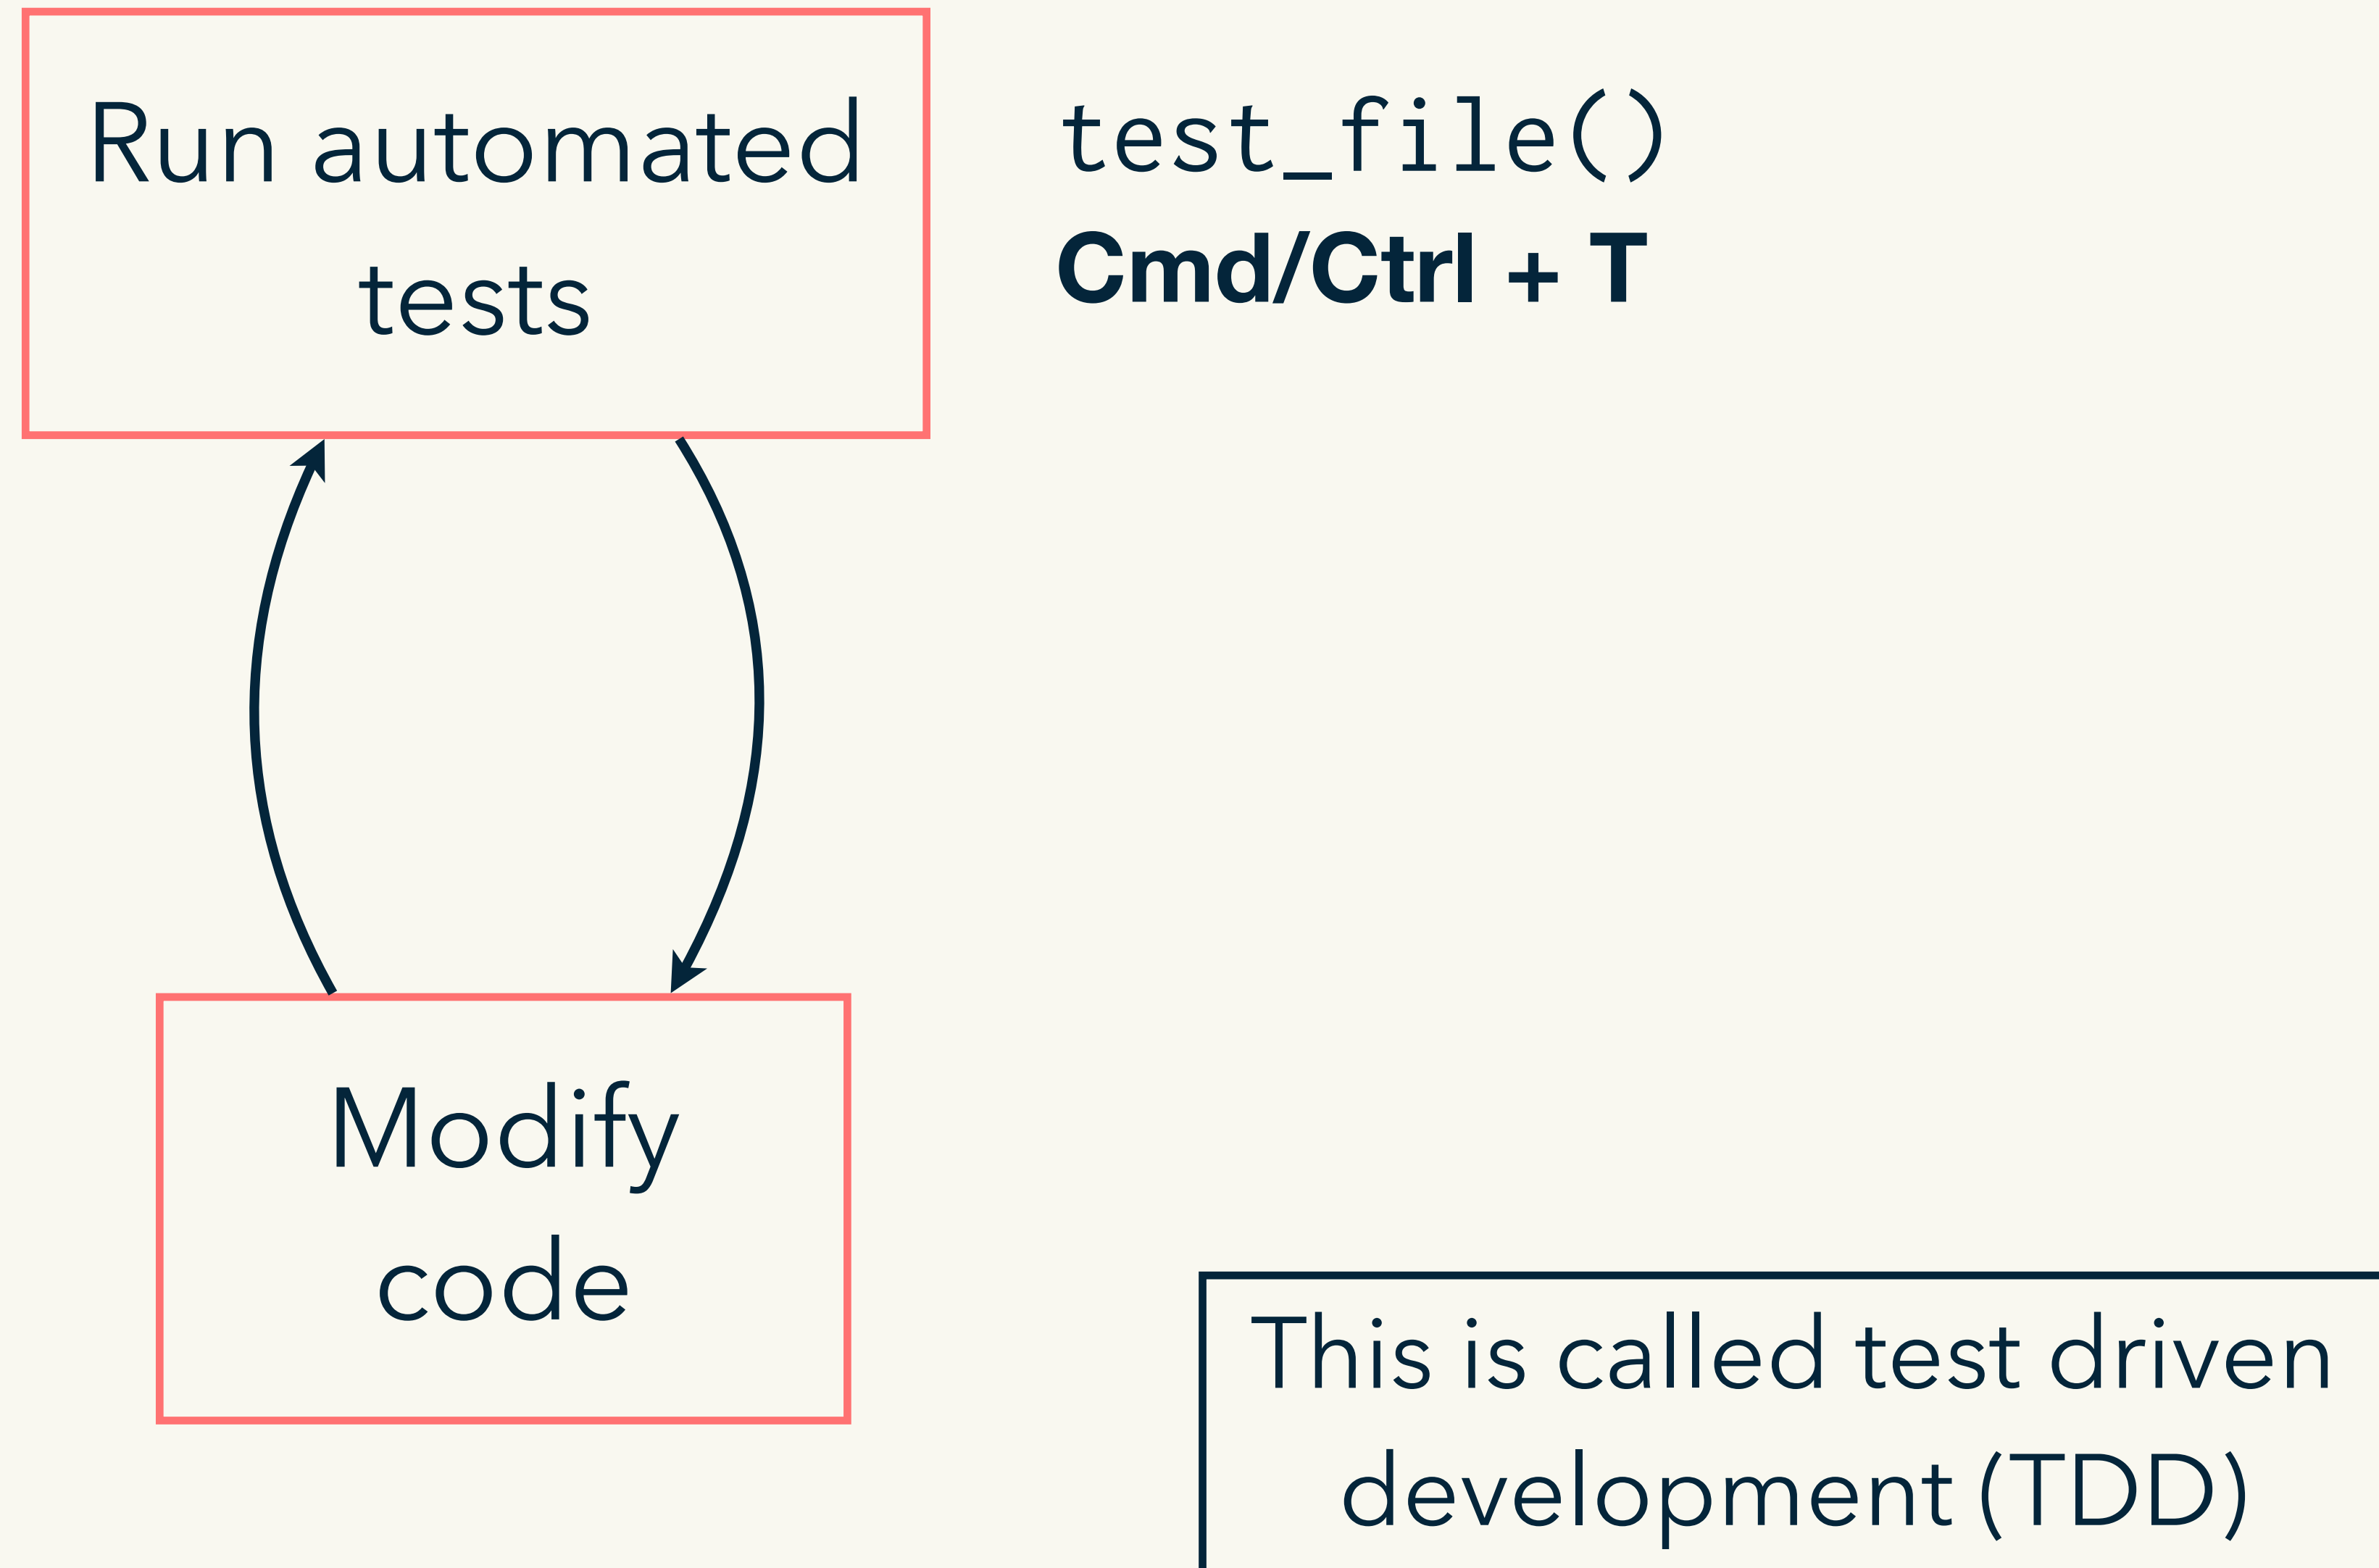 Run automated
tests
test_file()
Cmd/Ctrl + T
Modify
code
This is called test driven
development (TDD)